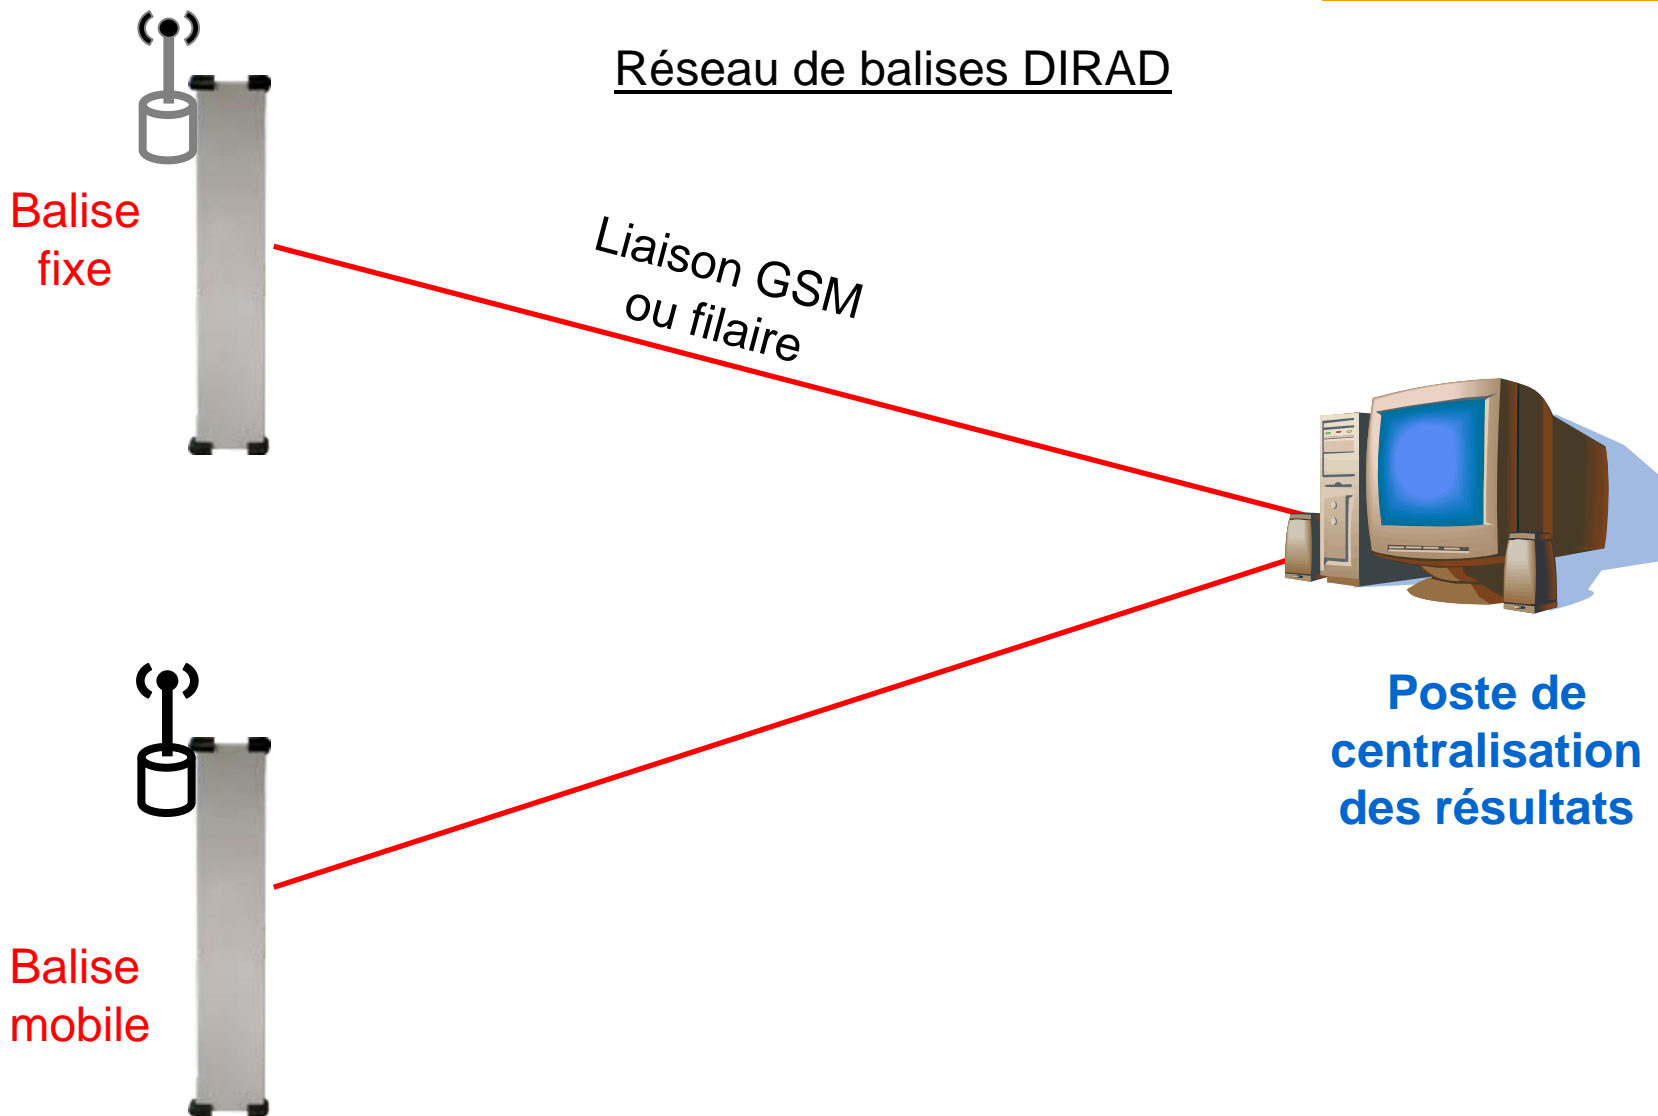 Réseau de balises DIRAD
Balise
fixe
Liaison GSM
ou filaire
Poste de
centralisation
des résultats
Balise
mobile